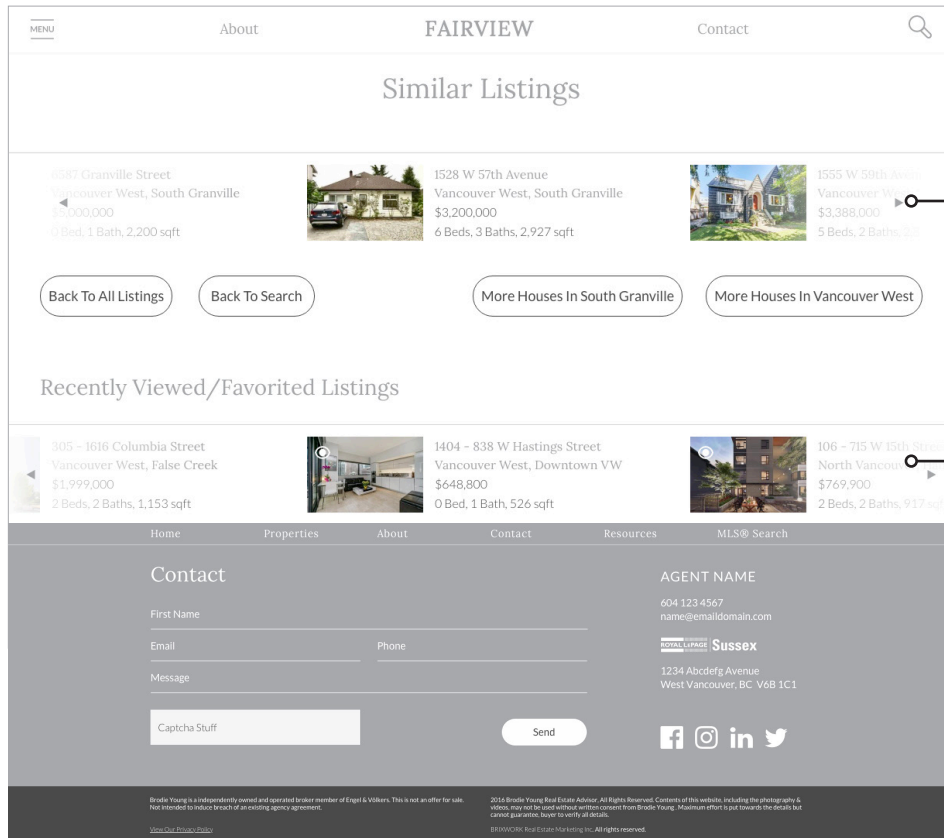 MENU
About
FAIRVIEW
Contact
Similar Listings
6587 Granville Street
Vancouver West, South Granville
$5,000,000
0 Bed, 1 Bath, 2,200 sqft
1528 W 57th Avenue
Vancouver West, South Granville
$3,200,000
6 Beds, 3 Baths, 2,927 sqft
1555 W 59th
Vancouver
$3,388,000
5 Beds, 2 Baths,
Back To All Listings
Back To Search
More Houses In South Granville
More Houses In Vancouver West
Recently Viewed/Favorited Listings
305 - 1616 Columbia Street
Vancouver West, False Creek
$1,999,000
2 Beds, 2 Baths, 1,153 sqft
1404 - 838 W Hastings Street
Vancouver West, Downtown VW
$648,800
0 Bed, 1 Bath, 526 sqft
106 - 715 W 15th
North
$769,900
2 Beds, 2 Baths, 917
Home
Properties
About
Contact
Resources
MLS® Search
Contact
First Name
Email
Phone
Message
Captcha Stuff
Send
AGENT NAME
604 123 4567
name@emaildomain.com
ROYAL LEPAGE Sussex
1234 Abcdefg Avenue
West Vancouver, BC V6B 1C1
Brodie Young is a independently owned and operated broker member of Engel & Völkers. This is not an offer for sale.
Not intended to induce breach of an existing agency agreement.
View Our Privacy Policy
2016 Brodie Young Real Estate Advisor, All Rights Reserved. Contents of this website, including the photography &
videos, may not be used without written consent from Brodie Young . Maximum effort is put towards the details but
cannot guarantee, buyer to verify all details.
BRIXWORK Real Estate Marketing Inc. All rights reserved.